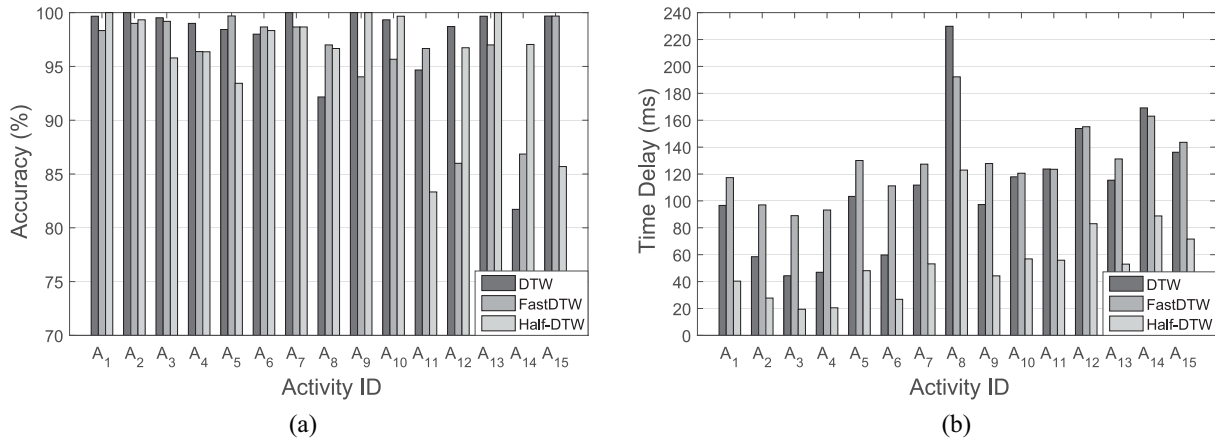 100
95
90
85
80
75
70
Accuracy (%)
DTW
FastDTW
Half-DTW
A1 A2 A3 A4 A5 A6 A7 A8 A9 A10 A11 A12 A13 A14 A15
Activity ID
(a)
240
220
200
180
160
140
120
100
80
60
40
20
0
Time Delay (ms)
DTW
FastDTW
Half-DTW
A1 A2 A3 A4 A5 A6 A7 A8 A9 A10 A11 A12 A13 A14 A15
Activity ID
(b)